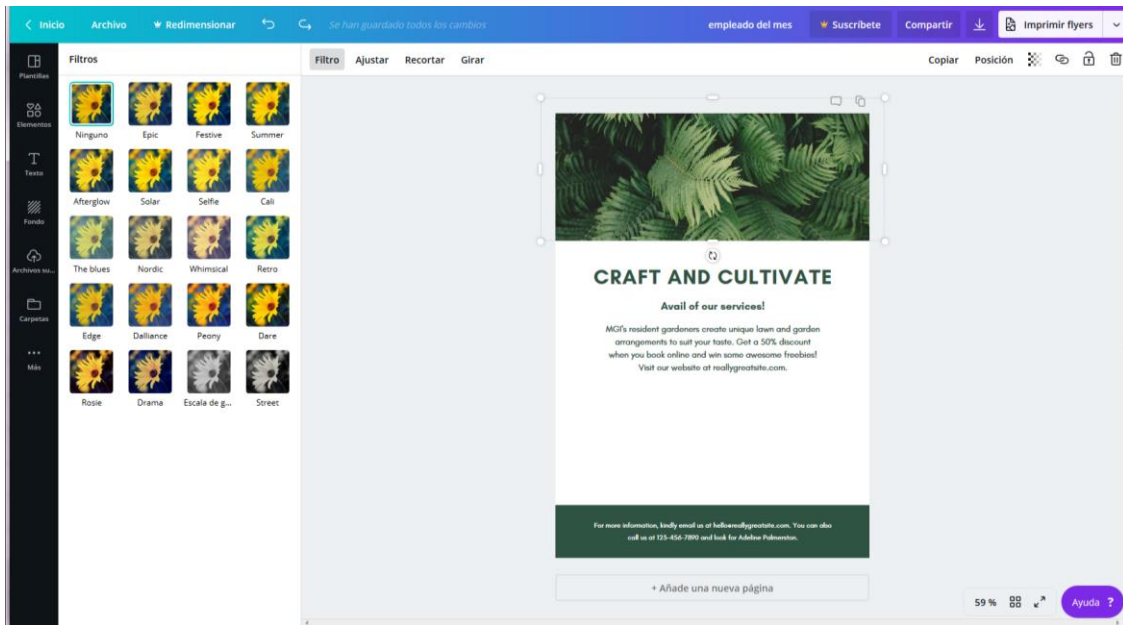 Inicio Archivo Redimensionar Se han guardado todos los cambios empleado del mes Suscríbete Compartir Imprimir flyers
Plantillas
Elementos
Texto
Fondo
Archivos su...
Carpetas
Más
Filtros
Ninguno Epic Festive Summer
Afterglow Solar Selfie Cali
The blues Nordic Whimsical Retro
Edge Dalliance Peony Dare
Rosie Drama Escala de g... Street
Filtro Ajustar Recortar Girar Copiar Posición
CRAFT AND CULTIVATE
Avail of our services!
MGI's resident gardeners create unique lawn and garden
arrangements to suit your taste. Get a 50% discount
when you book online and win some awesome freebies!
Visit our website at reallygreatsite.com.
For more information, kindly email us at hello@reallygreatsite.com. You can also
call us at 125-456-7890 and look for Adeline Palmerston.
+ Añade una nueva página
59 % Ayuda ?